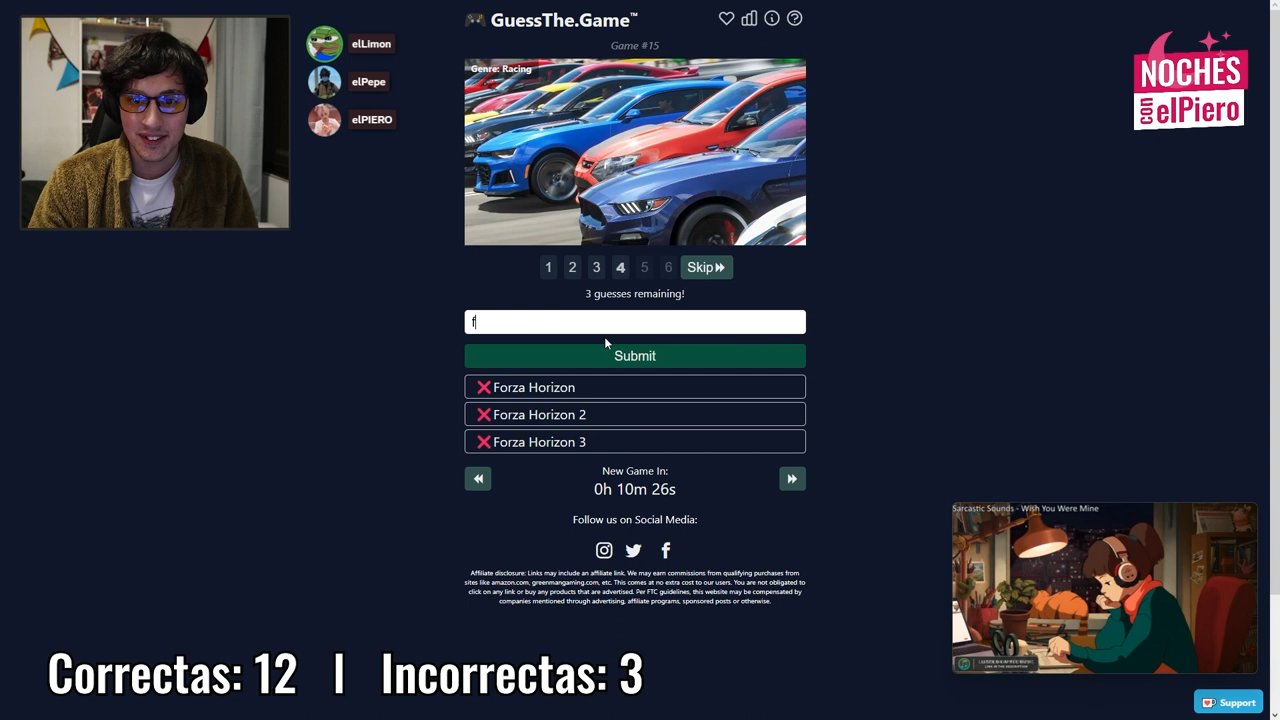 GuessThe.Game™
Game #15
elLimon
elPepe
elPIERO
NOCHES
con elPiero
Genre: Racing
1 2 3 4 5 6 Skip
3 guesses remaining!
f
Submit
Forza Horizon
Forza Horizon 2
Forza Horizon 3
New Game In:
0h 10m 26s
Follow us on Social Media:
Affiliate disclosure: Links may include an affiliate link. We may earn commissions from qualifying purchases from
sites like amazon.com, greenmangaming.com, etc. This comes at no extra cost to our users. You are not obligated to
click on any link or buy any products that are advertised. Per FTC guidelines, this website may be compensated by
companies mentioned through advertising, affiliate programs, sponsored posts or otherwise.
Sarcastic Sounds - Wish You Were Mine
Correctas: 12 | Incorrectas: 3
Support